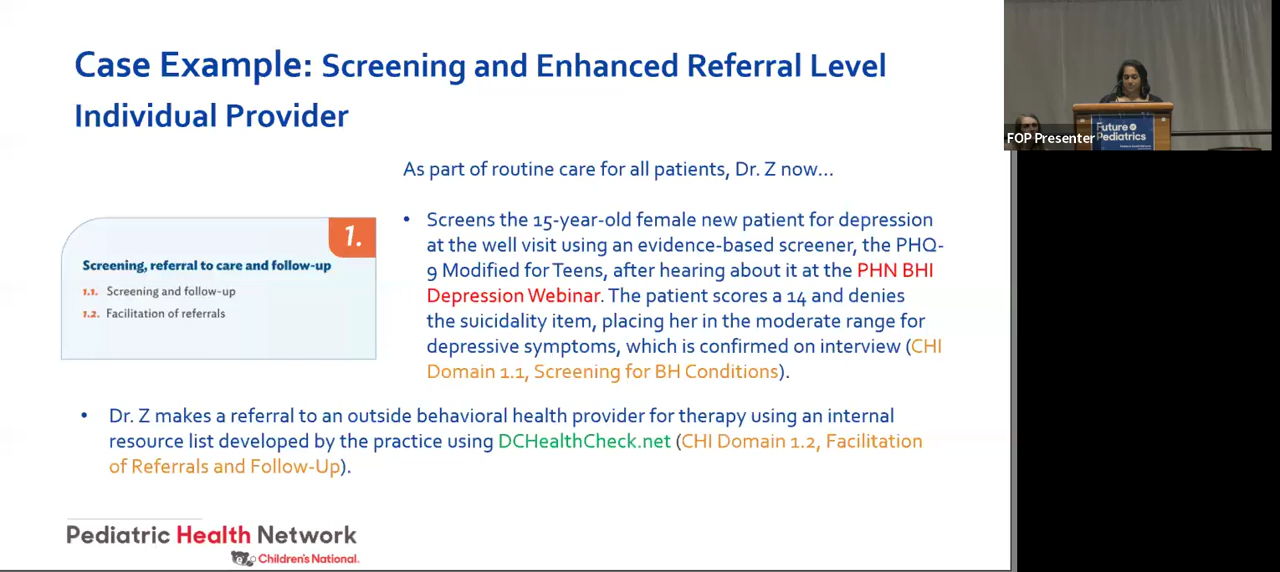 Case Example: Screening and Enhanced Referral Level
Individual Provider
As part of routine care for all patients, Dr. Z now...
1.
Screening, referral to care and follow-up
1.1. Screening and follow-up
1.2. Facilitation of referrals
• Screens the 15-year-old female new patient for depression
at the well visit using an evidence-based screener, the PHQ-
9 Modified for Teens, after hearing about it at the PHN BHI
Depression Webinar. The patient scores a 14 and denies
the suicidality item, placing her in the moderate range for
depressive symptoms, which is confirmed on interview (CHI
Domain 1.1, Screening for BH Conditions).
• Dr. Z makes a referral to an outside behavioral health provider for therapy using an internal
resource list developed by the practice using DCHealthCheck.net (CHI Domain 1.2, Facilitation
of Referrals and Follow-Up).
Pediatric Health Network
Children's National
FOP Presenter
Future of
Pediatrics